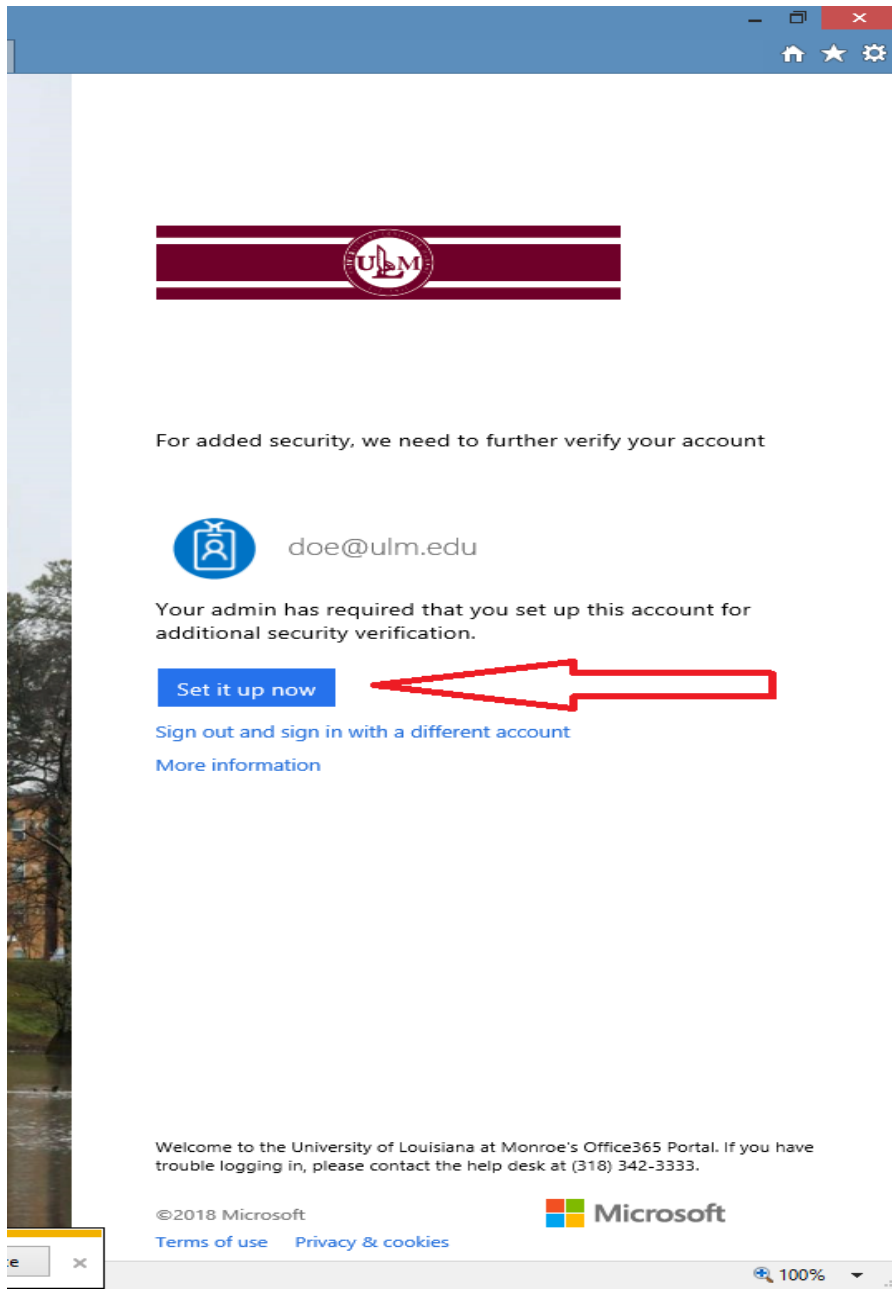 ULM
For added security, we need to further verify your account
doe@ulm.edu
Your admin has required that you set up this account for
additional security verification.
Set it up now
Sign out and sign in with a different account
More information
Welcome to the University of Louisiana at Monroe's Office365 Portal. If you have
trouble logging in, please contact the help desk at (318) 342-3333.
©2018 Microsoft
Microsoft
Terms of use Privacy & cookies
100%